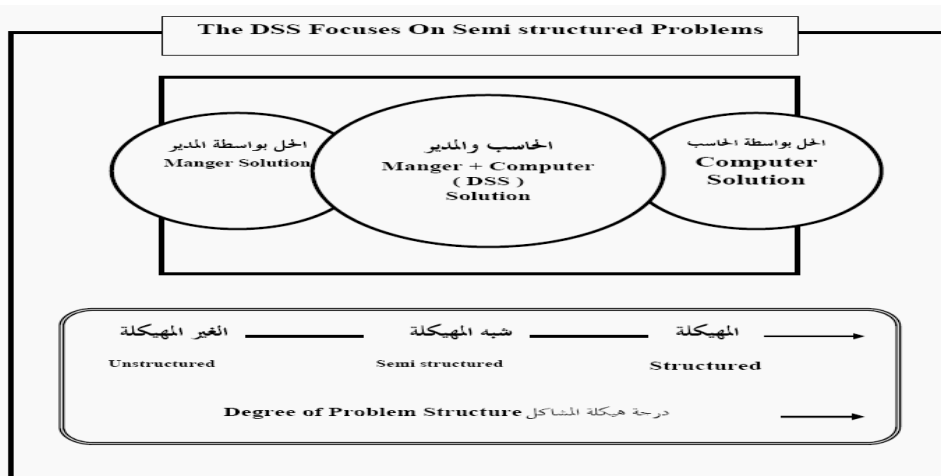 The DSS Focuses On Semi structured Problems
الحل بواسطة المدير
Manger Solution
الحاسب والمدير
Manger + Computer
( DSS )
Solution
الحل بواسطة الحاسب
Computer
Solution
الغير المهيكلة
شبه المهيكلة
المهيكلة
Unstructured
Semi structured
Structured
Degree of Problem Structure درجة هيكلة المشاكل